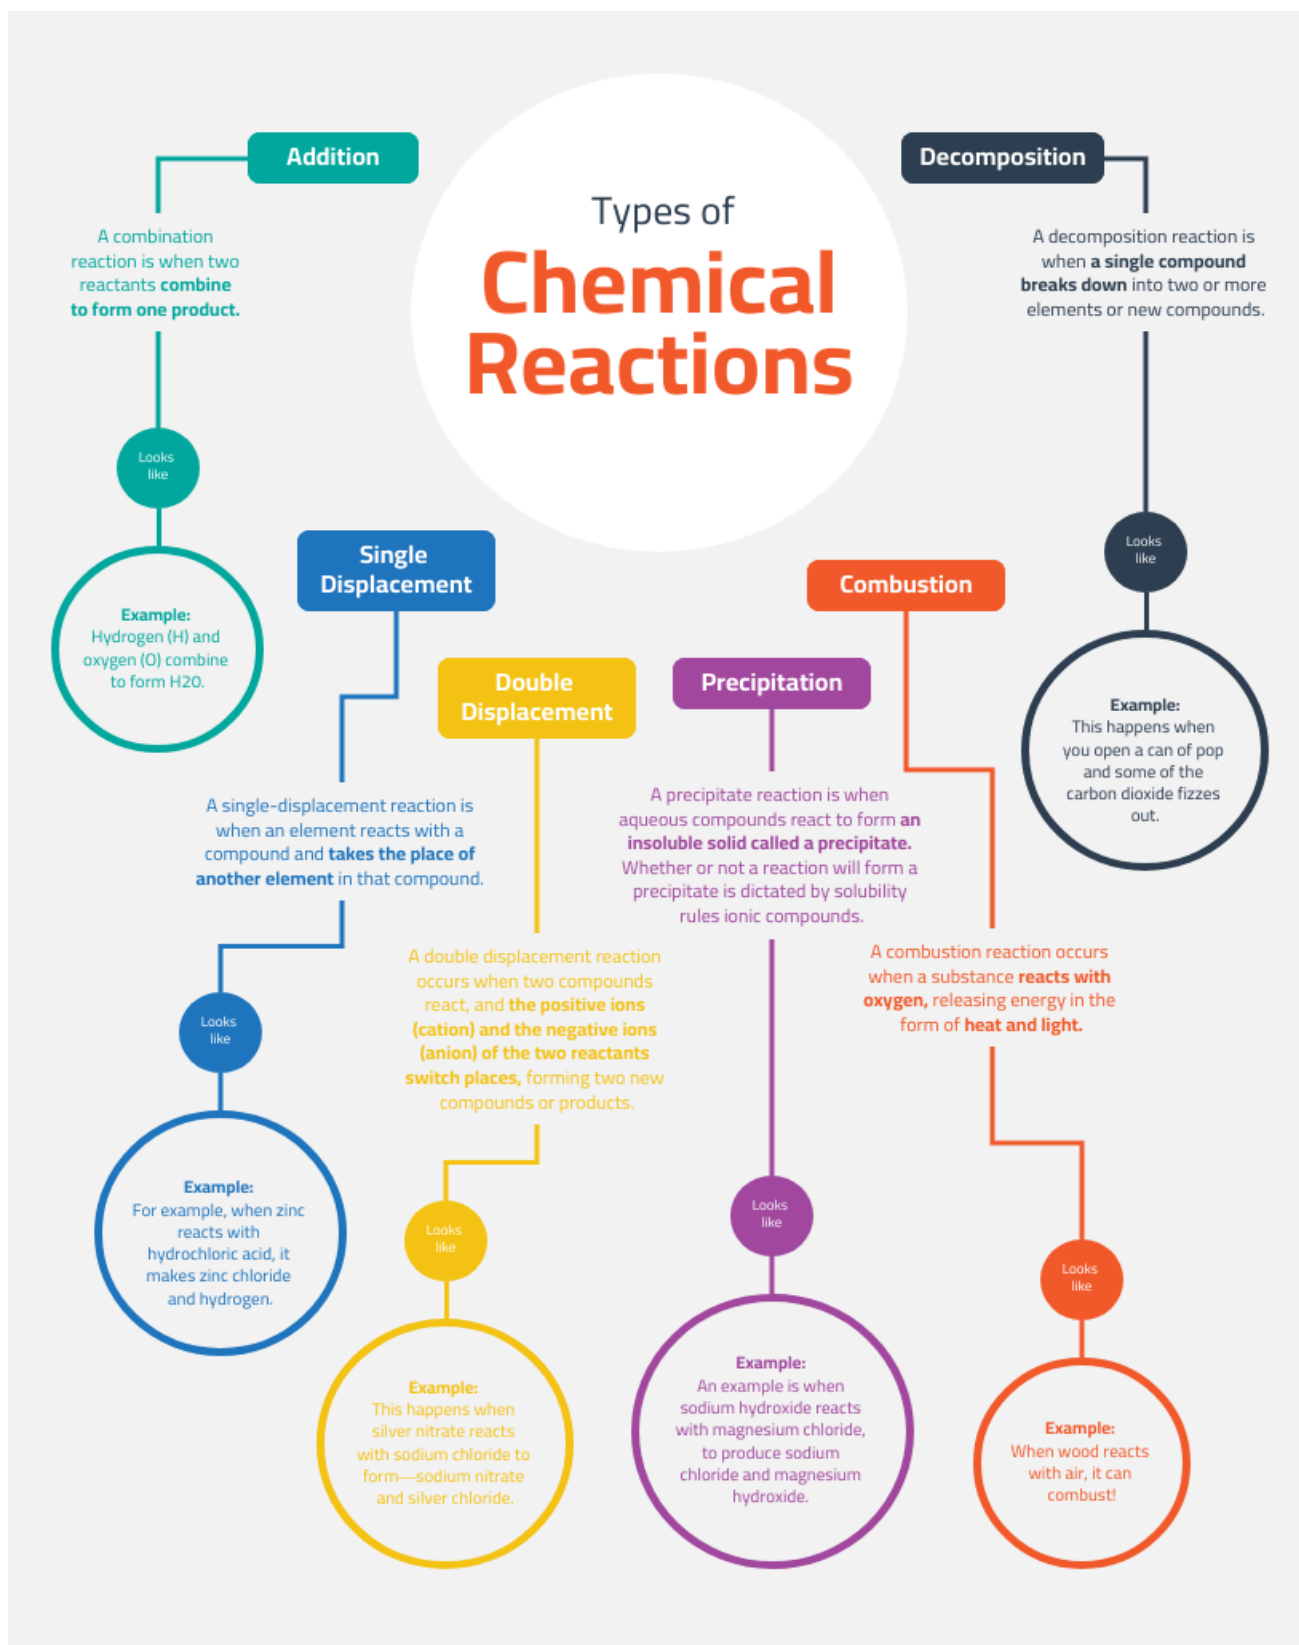 Types of
Chemical
Reactions
Addition
A combination
reaction is when two
reactants combine
to form one product.
Looks
like
Example:
Hydrogen (H) and
oxygen (O) combine
to form H20.
Single
Displacement
A single-displacement reaction is
when an element reacts with a
compound and takes the place of
another element in that compound.
Looks
like
Example:
For example, when zinc
reacts with
hydrochloric acid, it
makes zinc chloride
and hydrogen.
Double
Displacement
A double displacement reaction
occurs when two compounds
react, and the positive ions
(cation) and the negative ions
(anion) of the two reactants
switch places, forming two new
compounds or products.
Looks
like
Example:
This happens when
silver nitrate reacts
with sodium chloride to
form—sodium nitrate
and silver chloride.
Precipitation
A precipitate reaction is when
aqueous compounds react to form an
insoluble solid called a precipitate.
Whether or not a reaction will form a
precipitate is dictated by solubility
rules ionic compounds.
Looks
like
Example:
An example is when
sodium hydroxide reacts
with magnesium chloride,
to produce sodium
chloride and magnesium
hydroxide.
Combustion
A combustion reaction occurs
when a substance reacts with
oxygen, releasing energy in the
form of heat and light.
Looks
like
Example:
When wood reacts
with air, it can
combust!
Decomposition
A decomposition reaction is
when a single compound
breaks down into two or more
elements or new compounds.
Looks
like
Example:
This happens when
you open a can of pop
and some of the
carbon dioxide fizzes
out.